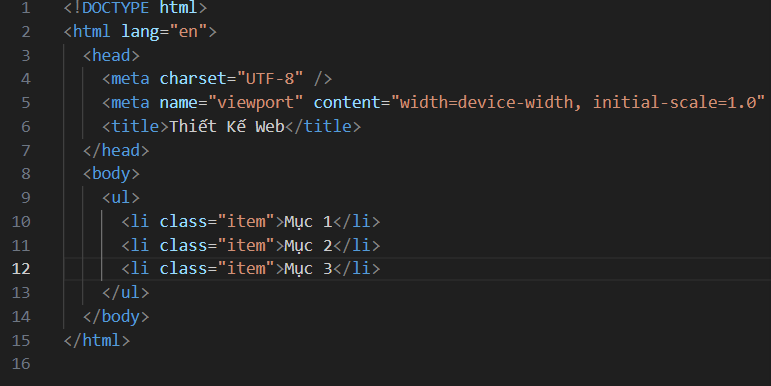 1 <!DOCTYPE html>
2 <html lang="en">
3 <head>
4 <meta charset="UTF-8" />
5 <meta name="viewport" content="width=device-width, initial-scale=1.0"
6 <title>Thiết Kế Web</title>
7 </head>
8 <body>
9 <ul>
10 <li class="item">Mục 1</li>
11 <li class="item">Mục 2</li>
12 <li class="item">Mục 3</li>
13 </ul>
14 </body>
15 </html>
16